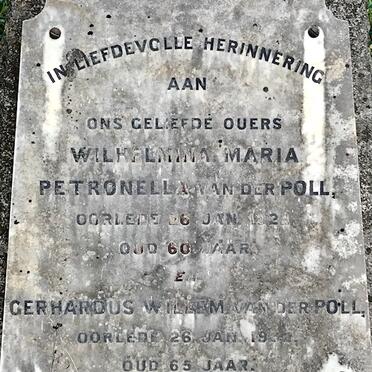 IN LIEFDEVOLLE HERINNERING
AAN
ONS GELIEFDE OUERS
WILHELMINA MARIA
PETRONELLA VAN DER POLL,
OORLEDE 26 JAN.
OUD 60 JAAR.
EN
GERHARDUS WILLEM VAN DER POLL,
OORLEDE 26 JAN.
OUD 65 JAAR.